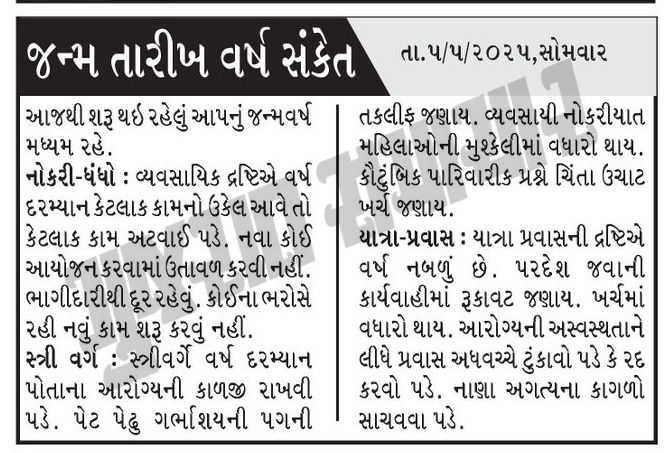 જન્મ તારીખ વર્ષ સંકેત
તા.૫/૫/૨૦૨૫,સોમવાર
આજથી શરૂ થઇ રહેલું આપનું જન્મવર્ષ
મધ્યમ રહે.
નોકરી-ધંધો : વ્યવસાયિક દ્રષ્ટિએ વર્ષ
દરમ્યાન કેટલાક કામનો ઉકેલ આવે તો
કેટલાક કામ અટવાઈ પડે. નવા કોઈ
આયોજન કરવામાં ઉતાવળ કરવી નહીં.
ભાગીદારીથી દૂર રહેવું. કોઈના ભરોસે
રહી નવું કામ શરૂ કરવું નહીં.
સ્ત્રી વર્ગ : સ્ત્રીવર્ગે વર્ષ દરમ્યાન
પોતાના આરોગ્યની કાળજી રાખવી
પડે. પેટ પેઢુ ગર્ભાશયની પગની
તકલીફ જણાય. વ્યવસાયી નોકરીયાત
મહિલાઓની મુશ્કેલીમાં વધારો થાય.
કૌટુંબિક પારિવારીક પ્રશ્ને ચિંતા ઉચાટ
ખર્ચ જણાય.
યાત્રા-પ્રવાસ : યાત્રા પ્રવાસની દ્રષ્ટિએ
વર્ષ નબળું છે. પરદેશ જવાની
કાર્યવાહીમાં રૂકાવટ જણાય. ખર્ચમાં
વધારો થાય. આરોગ્યની અસ્વસ્થતાને
લીધે પ્રવાસ અધવચ્ચે ટુંકાવો પડે કે રદ
કરવો પડે. નાણા અગત્યના કાગળો
સાચવવા પડે.
ગુજરાત સમાચાર